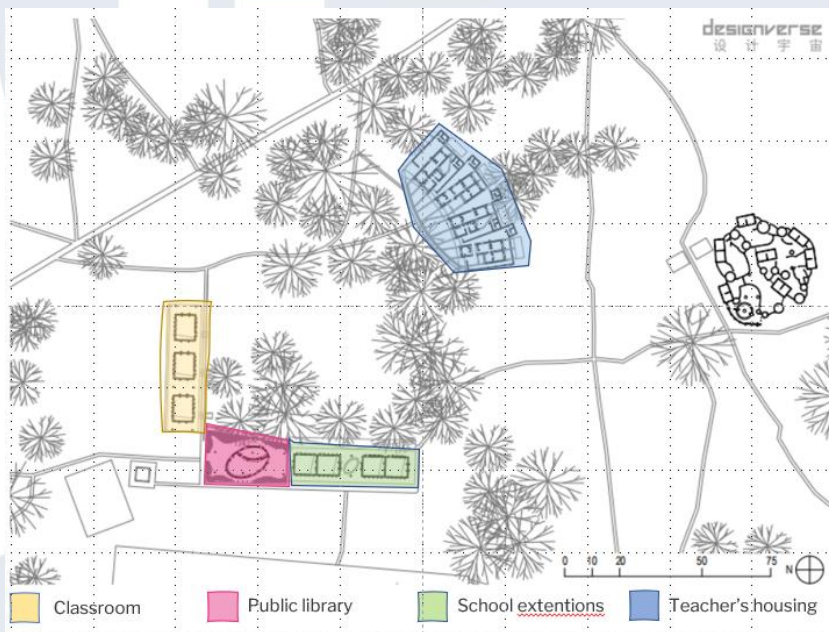 designverse
设计宇宙
0 10 20 50 75 N
Classroom
Public library
School extentions
Teacher's housing